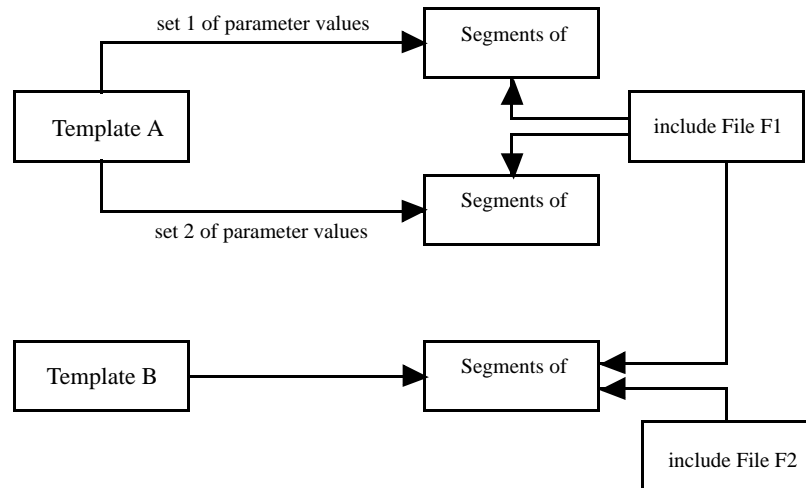 set 1 of parameter values
Segments of
Template A
include File F1
Segments of
set 2 of parameter values
Template B
Segments of
include File F2